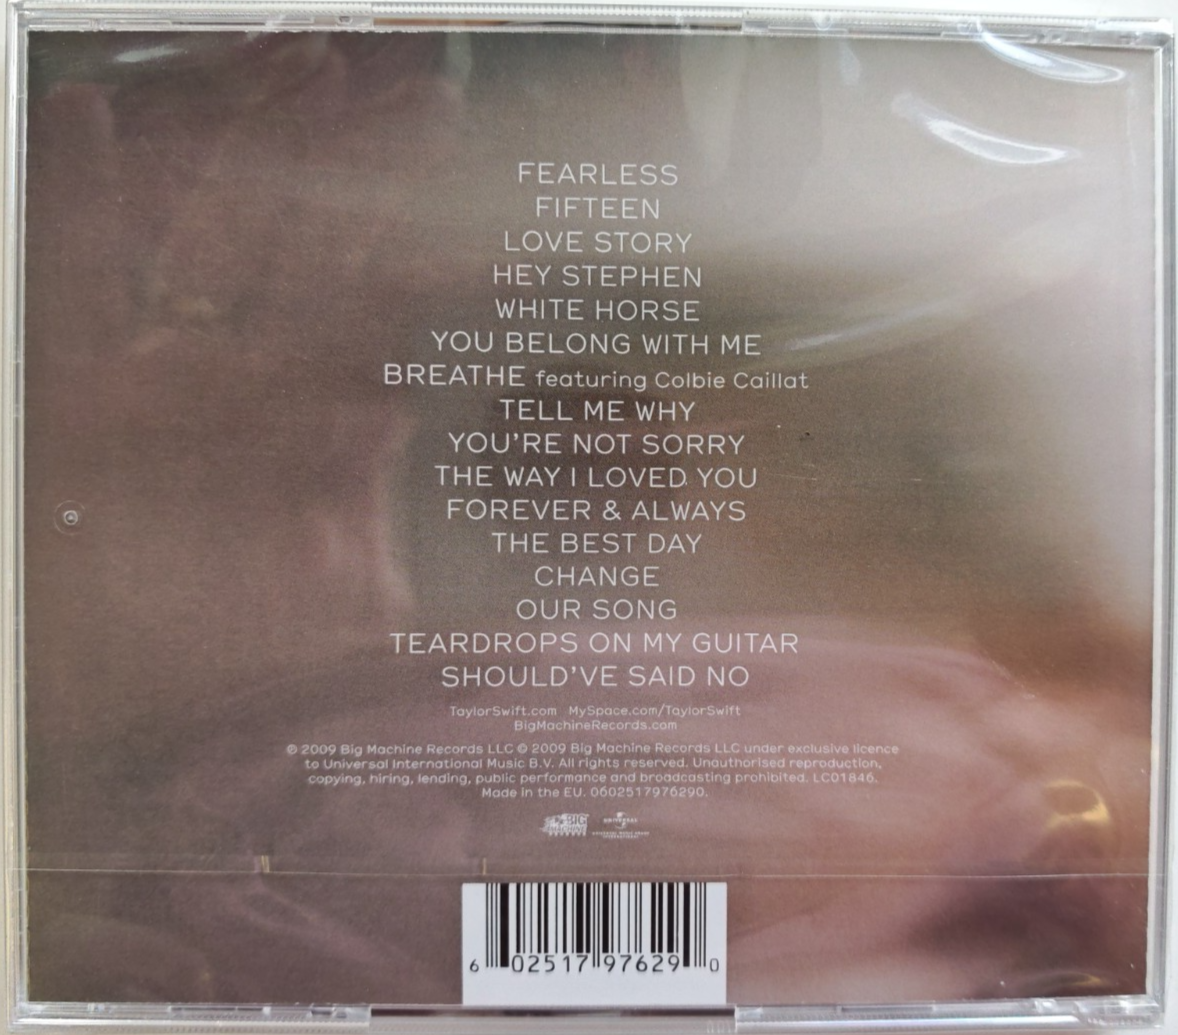 FEARLESS
FIFTEEN
LOVE STORY
HEY STEPHEN
WHITE HORSE
YOU BELONG WITH ME
BREATHE featuring Colbie Caillat
TELL ME WHY
YOU'RE NOT SORRY
THE WAY I LOVED YOU
FOREVER & ALWAYS
THE BEST DAY
CHANGE
OUR SONG
TEARDROPS ON MY GUITAR
SHOULD'VE SAID NO
TaylorSwift.com MySpace.com/TaylorSwift
BigMachineRecords.com
℗ 2009 Big Machine Records LLC © 2009 Big Machine Records LLC under exclusive licence
to Universal International Music B.V. All rights reserved. Unauthorised reproduction,
copying, hiring, lending, public performance and broadcasting prohibited. LC01846.
Made in the EU. 0602517976290.
BIG MACHINE UNIVERSAL
6 02517 97629 0